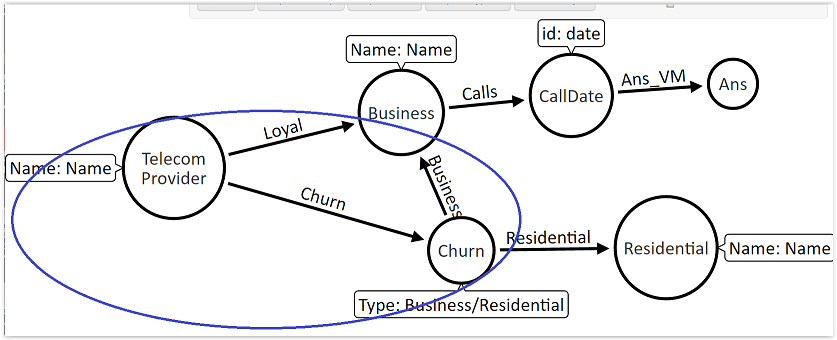 Name: Name
id: date
Business
Calls
CallDate
Ans_VM
Ans
Loyal
Telecom
Provider
Name: Name
Churn
Business
Churn
Residential
Residential
Name: Name
Type: Business/Residential